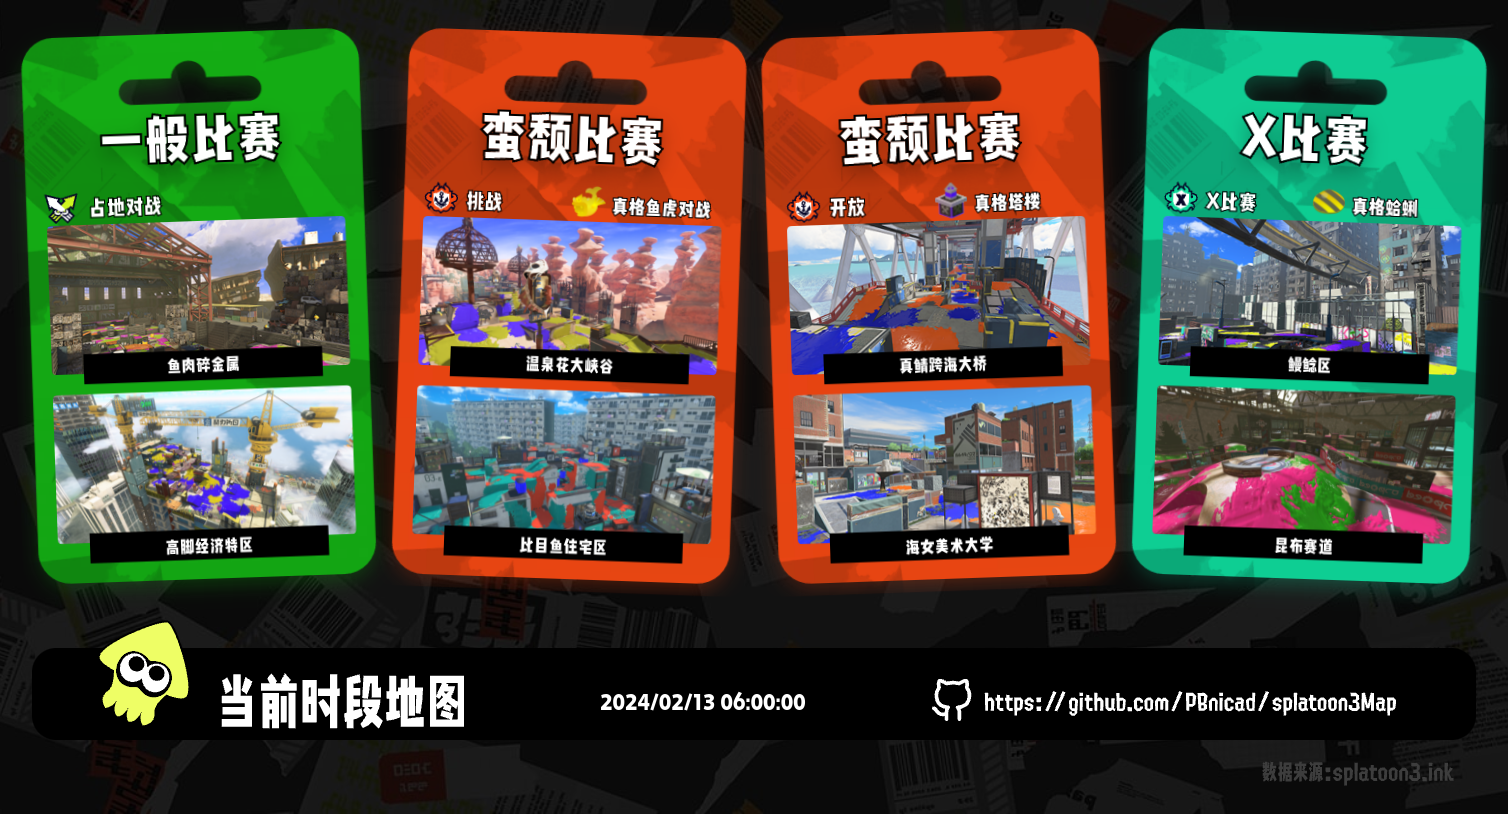 一般比赛
占地对战
鱼肉碎金属
高脚经济特区
蛮颓比赛
挑战
真格鱼虎对战
温泉花大峡谷
比目鱼住宅区
蛮颓比赛
开放
真格塔楼
真鲷跨海大桥
海女美术大学
X比赛
X比赛
真格蛤蜊
鳗鲶区
昆布赛道
当前时段地图
2024/02/13 06:00:00
https://github.com/PBnicad/splatoon3Map
数据来源:splatoon3.ink